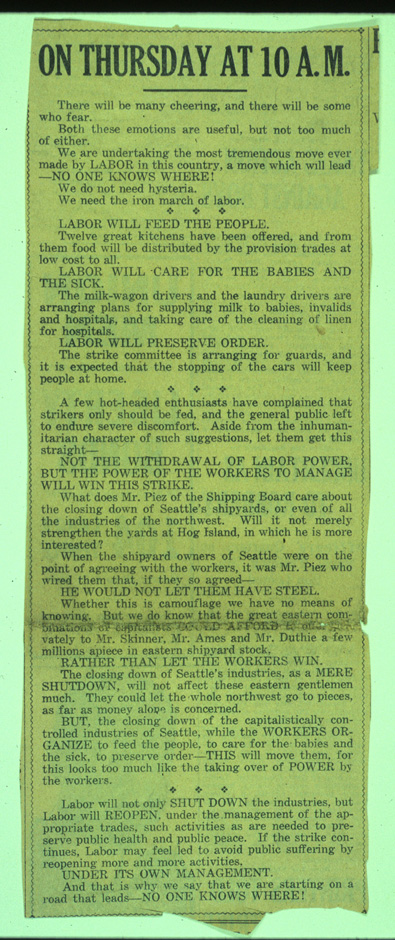 ON THURSDAY AT 10 A. M.
There will be many cheering, and there will be some
who fear.
Both these emotions are useful, but not too much
of either.
We are undertaking the most tremendous move ever
made by LABOR in this country, a move which will lead
—NO ONE KNOWS WHERE!
We do not need hysteria.
We need the iron march of labor.
LABOR WILL FEED THE PEOPLE.
Twelve great kitchens have been offered, and from
them food will be distributed by the provision trades at
low cost to all.
LABOR WILL CARE FOR THE BABIES AND
THE SICK.
The milk-wagon drivers and the laundry drivers are
arranging plans for supplying milk to babies, invalids
and hospitals, and taking care of the cleaning of linen
for hospitals.
LABOR WILL PRESERVE ORDER.
The strike committee is arranging for guards, and
it is expected that the stopping of the cars will keep
people at home.
A few hot-headed enthusiasts have complained that
strikers only should be fed, and the general public left
to endure severe discomfort. Aside from the inhuman-
itarian character of such suggestions, let them get this
straight—
NOT THE WITHDRAWAL OF LABOR POWER,
BUT THE POWER OF THE WORKERS TO MANAGE
WILL WIN THIS STRIKE.
What does Mr. Piez of the Shipping Board care about
the closing down of Seattle's shipyards, or even of all
the industries of the northwest. Will it not merely
strengthen the yards at Hog Island, in which he is more
interested?
When the shipyard owners of Seattle were on the
point of agreeing with the workers, it was Mr. Piez who
wired them that, if they so agreed—
HE WOULD NOT LET THEM HAVE STEEL.
Whether this is camouflage we have no means of
knowing. But we do know that the great eastern com-
binations of capitalists COULD AFFORD to
vately to Mr. Skinner, Mr. Ames and Mr. Duthie a few
millions apiece in eastern shipyard stock.
RATHER THAN LET THE WORKERS WIN.
The closing down of Seattle's industries, as a MERE
SHUTDOWN, will not affect these eastern gentlemen
much. They could let the whole northwest go to pieces,
as far as money alone is concerned.
BUT, the closing down of the capitalistically con-
trolled industries of Seattle, while the WORKERS OR-
GANIZE to feed the people, to care for the babies and
the sick, to preserve order—THIS will move them, for
this looks too much like the taking over of POWER by
the workers.
Labor will not only SHUT DOWN the industries, but
Labor will REOPEN, under the management of the ap-
propriate trades, such activities as are needed to pre-
serve public health and public peace. If the strike con-
tinues, Labor may feel led to avoid public suffering by
reopening more and more activities.
UNDER ITS OWN MANAGEMENT.
And that is why we say that we are starting on a
road that leads—NO ONE KNOWS WHERE!